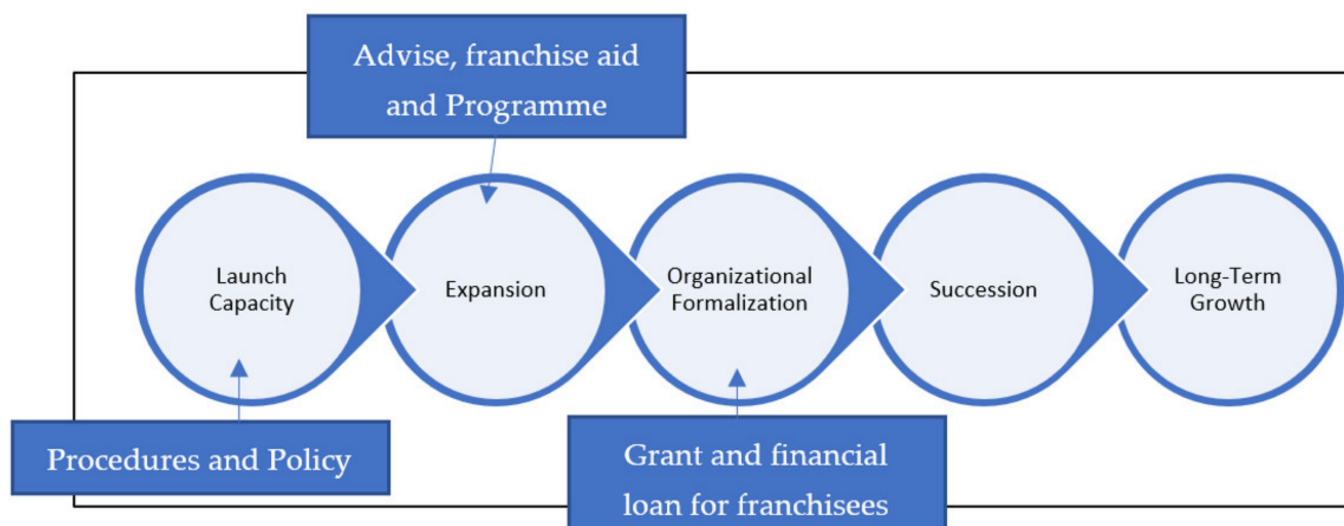 Advise, franchise aid
and Programme
Launch
Capacity
Expansion
Organizational
Formalization
Succession
Long-Term
Growth
Procedures and Policy
Grant and financial
loan for franchisees